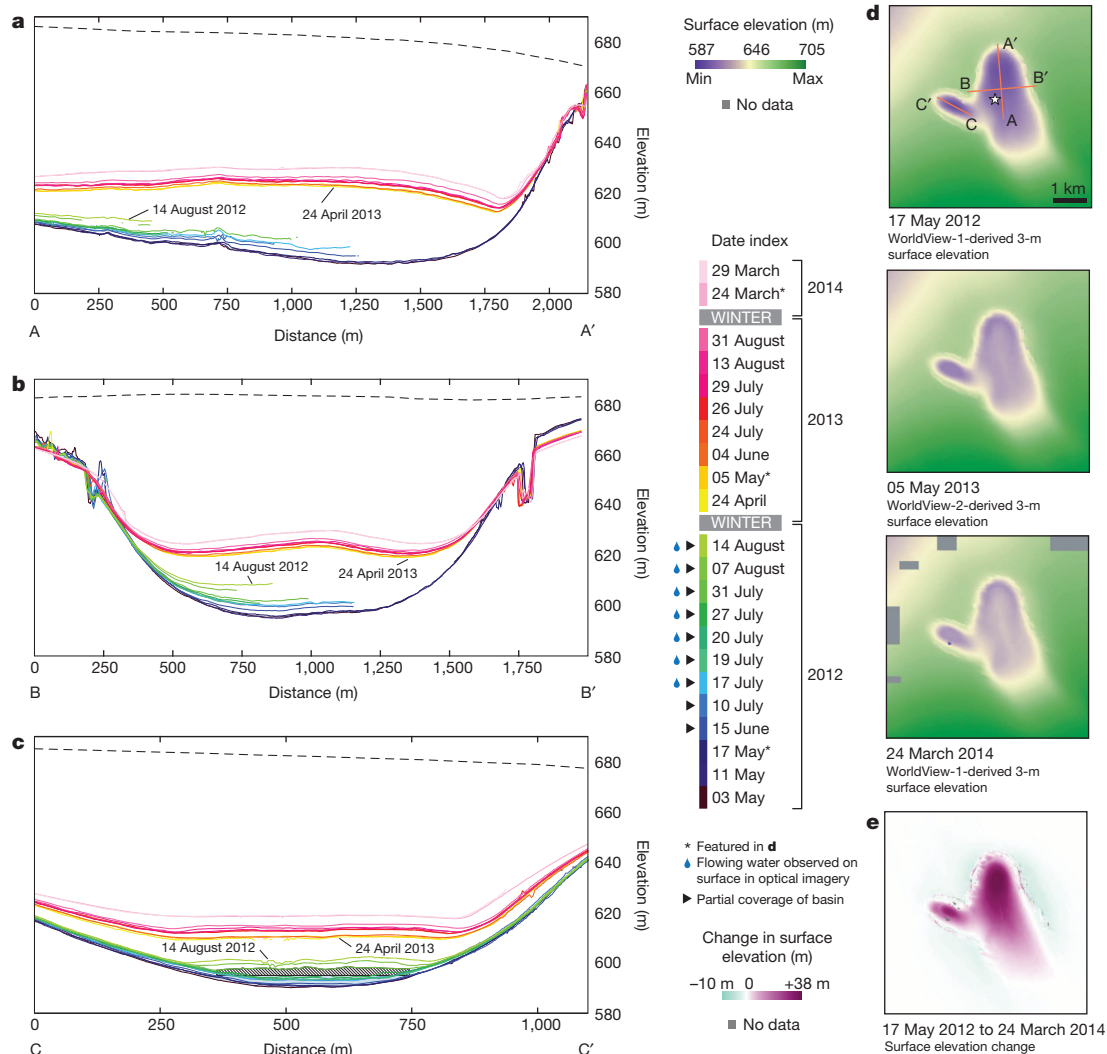 a
680
660
640
620
600
580
Elevation (m)
14 August 2012
24 April 2013
0
250
500
750
1,000
1,250
1,500
1,750
2,000
A
Distance (m)
A′
b
680
660
640
620
600
580
Elevation (m)
14 August 2012
24 April 2013
0
250
500
750
1,000
1,250
1,500
1,750
B
Distance (m)
B′
c
680
660
640
620
600
580
Elevation (m)
14 August 2012
24 April 2013
0
250
500
750
1,000
C
Distance (m)
C′
Surface elevation (m)
587 646 705
Min Max
No data
Date index
29 March
24 March*
2014
WINTER
31 August
13 August
29 July
26 July
24 July
04 June
05 May*
24 April
2013
WINTER
14 August
07 August
31 July
27 July
20 July
19 July
17 July
10 July
15 June
17 May*
11 May
03 May
2012
* Featured in d
Flowing water observed on
surface in optical imagery
Partial coverage of basin
Change in surface
elevation (m)
−10 m 0 +38 m
No data
d
A′
B B′
C′
C A
1 km
17 May 2012
WorldView-1-derived 3-m
surface elevation
05 May 2013
WorldView-2-derived 3-m
surface elevation
24 March 2014
WorldView-1-derived 3-m
surface elevation
e
17 May 2012 to 24 March 2014
Surface elevation change